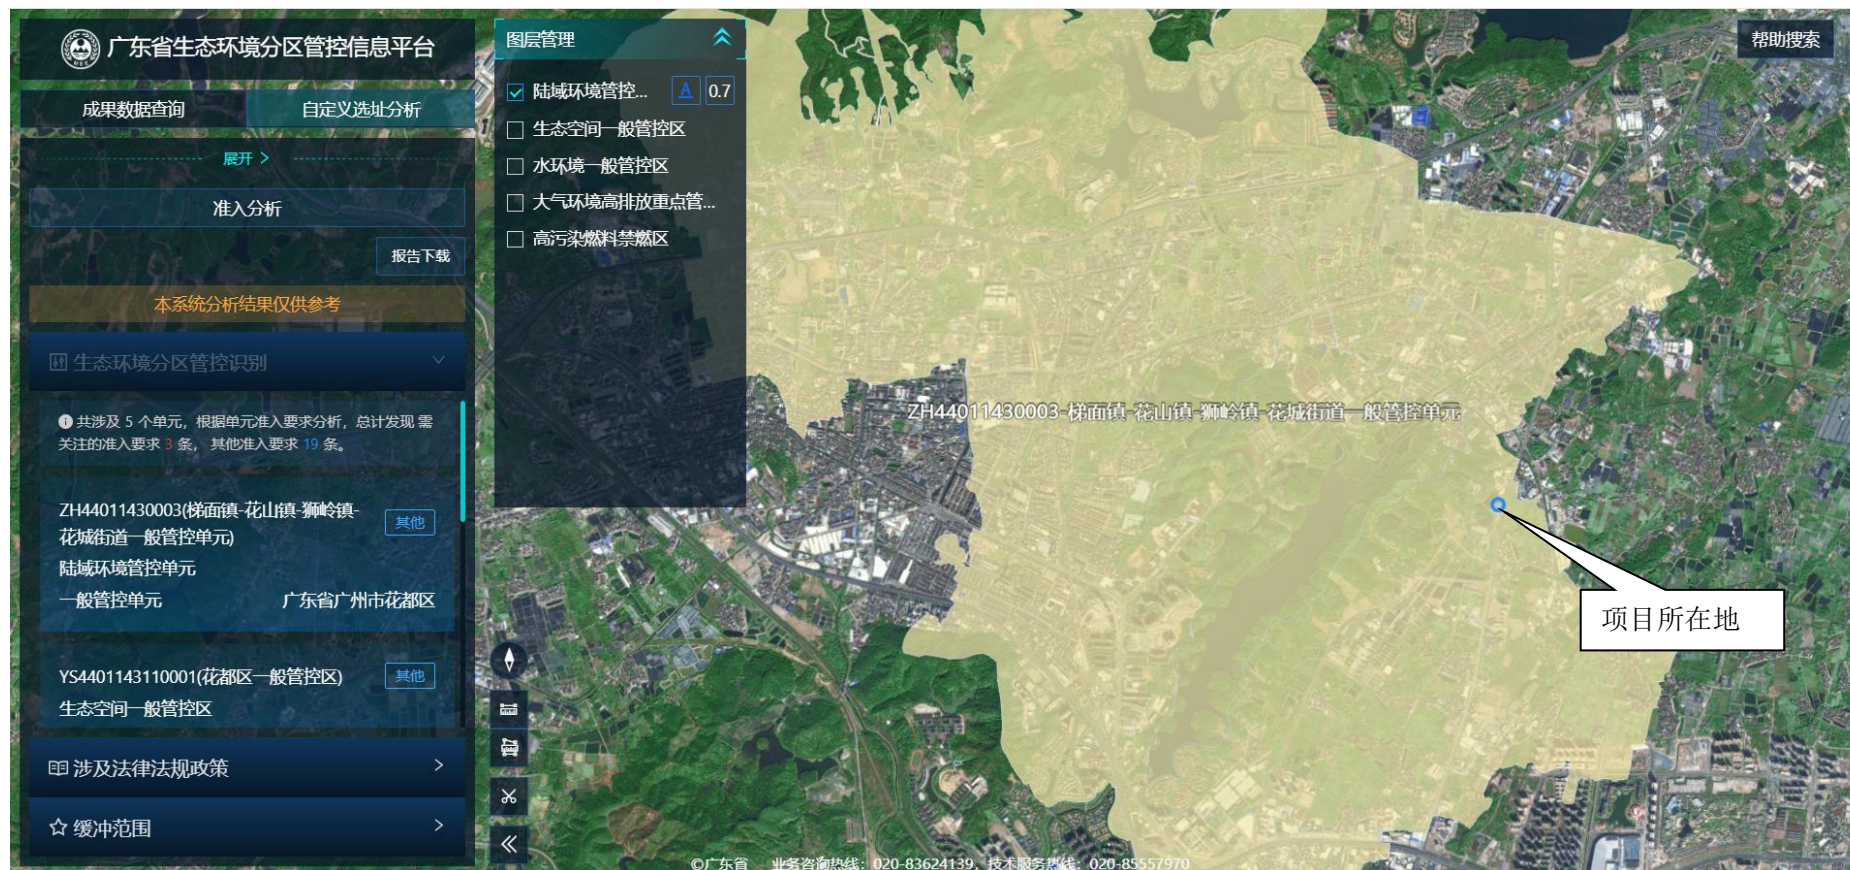 广东省生态环境分区管控信息平台
成果数据查询
自定义选址分析
展开 >
准入分析
报告下载
本系统分析结果仅供参考
生态环境分区管控识别
共涉及 5 个单元，根据单元准入要求分析，总计发现 需
关注的准入要求 3 条， 其他准入要求 19 条。
ZH44011430003(梯面镇-花山镇-狮岭镇-
花城街道一般管控单元)
其他
陆域环境管控单元
一般管控单元
广东省广州市花都区
YS4401143110001(花都区一般管控区)
其他
生态空间一般管控区
涉及法律法规政策
缓冲范围
图层管理
陆域环境管控...
A
0.7
生态空间一般管控区
水环境一般管控区
大气环境高排放重点管...
高污染燃料禁燃区
帮助搜索
ZH44011430003-梯面镇-花山镇-狮岭镇-花城街道一般管控单元
项目所在地
©广东省 业务咨询热线：020-83624139，技术服务热线：020-85557970